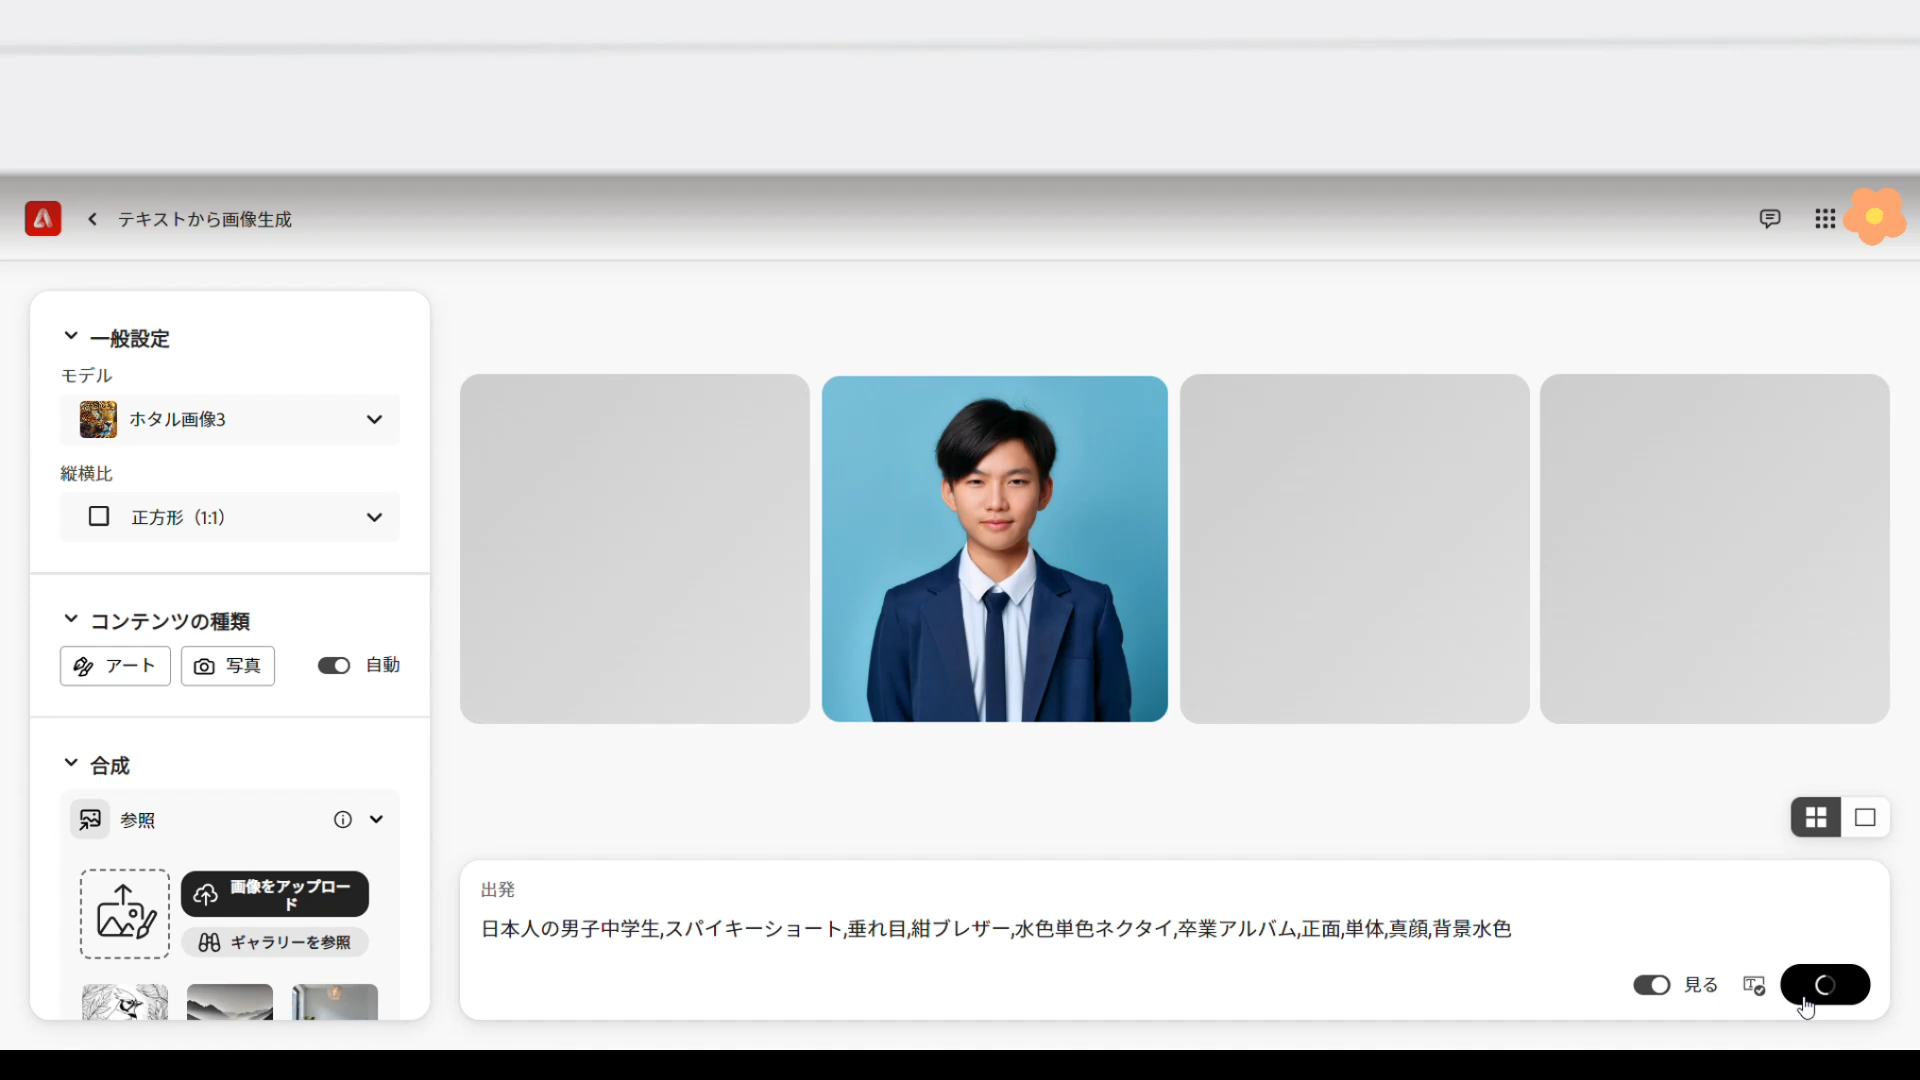 テキストから画像生成
一般設定
モデル
ホタル画像3
縦横比
正方形（1:1）
コンテンツの種類
アート
写真
自動
合成
参照
画像をアップロー
ド
ギャラリーを参照
出発
日本人の男子中学生,スパイキーショート,垂れ目,紺ブレザー,水色単色ネクタイ,卒業アルバム,正面,単体,真顔,背景水色
見る